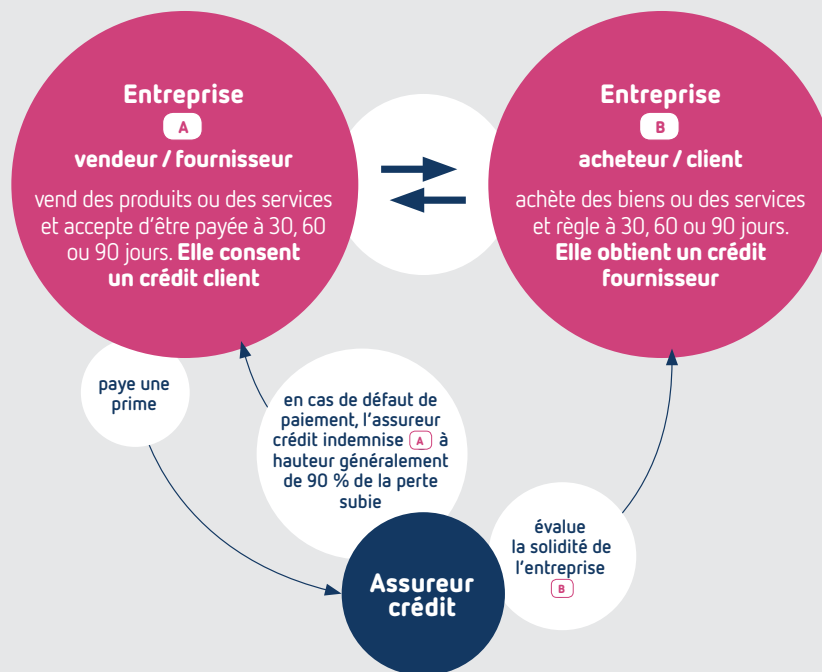 Entreprise
A
vendeur / fournisseur
vend des produits ou des services
et accepte d'être payée à 30, 60
ou 90 jours. Elle consent
un crédit client
Entreprise
B
acheteur / client
achète des biens ou des services
et règle à 30, 60 ou 90 jours.
Elle obtient un crédit
fournisseur
paye une
prime
en cas de défaut de
paiement, l'assureur
crédit indemnise A à
hauteur généralement
de 90 % de la perte
subie
évalue
la solidité de
l'entreprise
B
Assureur
crédit